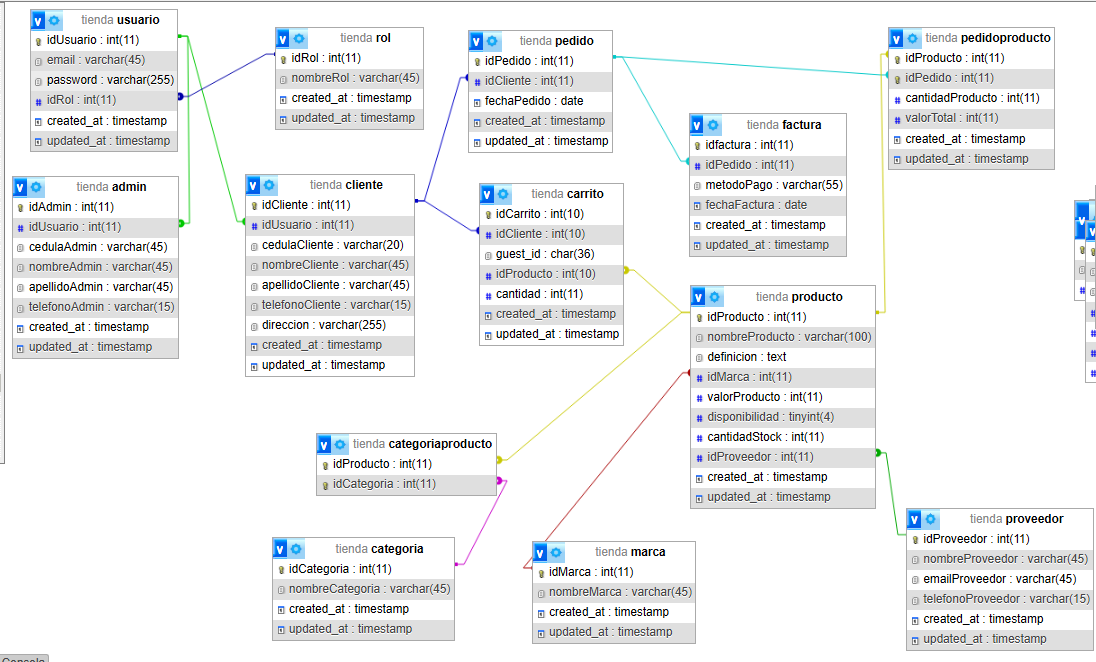 tienda usuario
idUsuario : int(11)
email : varchar(45)
password : varchar(255)
idRol : int(11)
created_at : timestamp
updated_at : timestamp
tienda rol
idRol : int(11)
nombreRol : varchar(45)
created_at : timestamp
updated_at : timestamp
tienda pedido
idPedido : int(11)
idCliente : int(11)
fechaPedido : date
created_at : timestamp
updated_at : timestamp
tienda pedidoproducto
idProducto : int(11)
idPedido : int(11)
cantidadProducto : int(11)
valorTotal : int(11)
created_at : timestamp
updated_at : timestamp
tienda factura
idfactura : int(11)
idPedido : int(11)
metodoPago : varchar(55)
fechaFactura : date
created_at : timestamp
updated_at : timestamp
tienda admin
idAdmin : int(11)
idUsuario : int(11)
cedulaAdmin : varchar(45)
nombreAdmin : varchar(45)
apellidoAdmin : varchar(45)
telefonoAdmin : varchar(15)
created_at : timestamp
updated_at : timestamp
tienda cliente
idCliente : int(11)
idUsuario : int(11)
cedulaCliente : varchar(20)
nombreCliente : varchar(45)
apellidoCliente : varchar(45)
telefonoCliente : varchar(15)
direccion : varchar(255)
created_at : timestamp
updated_at : timestamp
tienda carrito
idCarrito : int(10)
idCliente : int(10)
guest_id : char(36)
idProducto : int(10)
cantidad : int(11)
created_at : timestamp
updated_at : timestamp
tienda producto
idProducto : int(11)
nombreProducto : varchar(100)
definicion : text
idMarca : int(11)
valorProducto : int(11)
disponibilidad : tinyint(4)
cantidadStock : int(11)
idProveedor : int(11)
created_at : timestamp
updated_at : timestamp
tienda categoriaproducto
idProducto : int(11)
idCategoria : int(11)
tienda categoria
idCategoria : int(11)
nombreCategoria : varchar(45)
created_at : timestamp
updated_at : timestamp
tienda marca
idMarca : int(11)
nombreMarca : varchar(45)
created_at : timestamp
updated_at : timestamp
tienda proveedor
idProveedor : int(11)
nombreProveedor : varchar(45)
emailProveedor : varchar(45)
telefonoProveedor : varchar(15)
created_at : timestamp
updated_at : timestamp